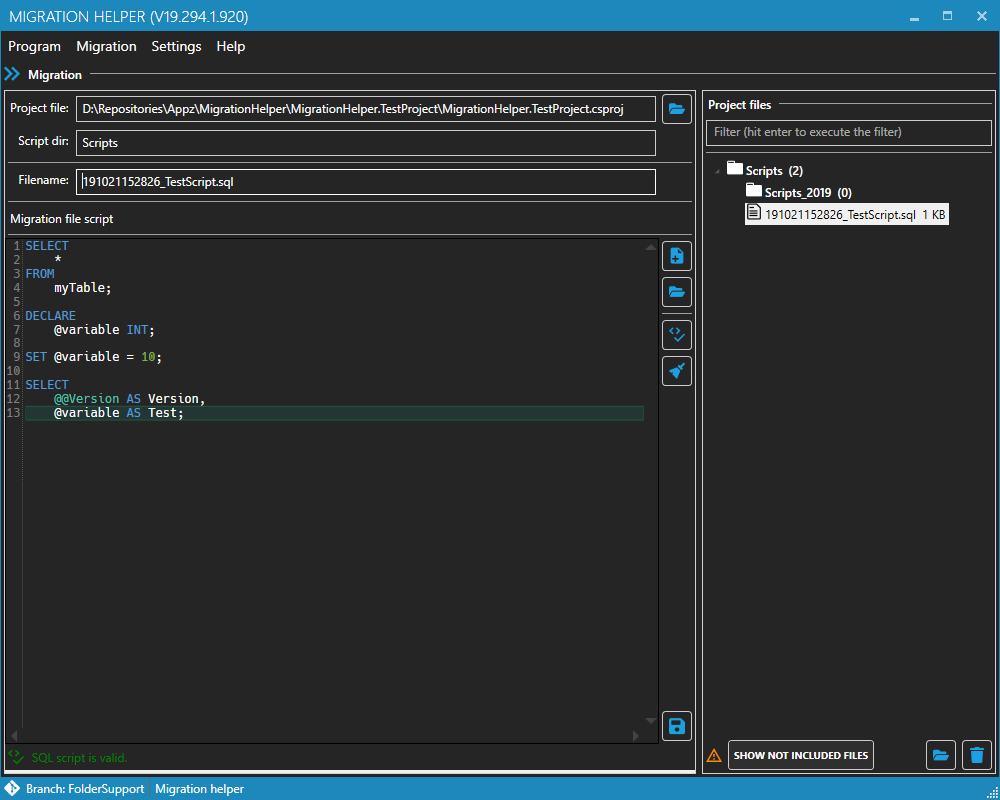 MIGRATION HELPER (V19.294.1.920)
Program Migration Settings Help
Migration
Project file: D:\Repositories\Appz\MigrationHelper\MigrationHelper.TestProject\MigrationHelper.TestProject.csproj
Script dir: Scripts
Filename: 191021152826_TestScript.sql
Migration file script
1 SELECT
2     *
3 FROM
4     myTable;
5
6 DECLARE
7     @variable INT;
8
9 SET @variable = 10;
10
11 SELECT
12     @@Version AS Version,
13     @variable AS Test;
SQL script is valid.
Project files
Filter (hit enter to execute the filter)
Scripts (2)
Scripts_2019 (0)
191021152826_TestScript.sql 1 KB
SHOW NOT INCLUDED FILES
Branch: FolderSupport Migration helper